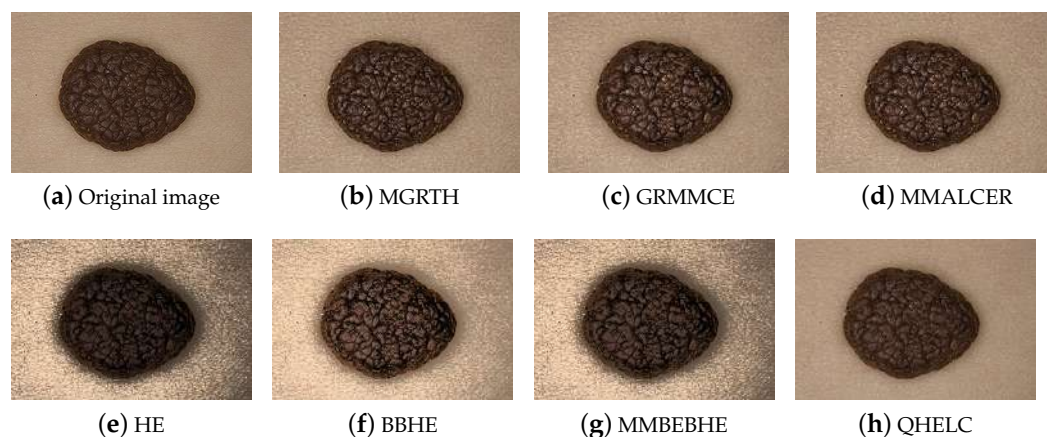 (a) Original image
(b) MGRTH
(c) GRMMCE
(d) MMALCER
(e) HE
(f) BBHE
(g) MMBEBHE
(h) QHELC